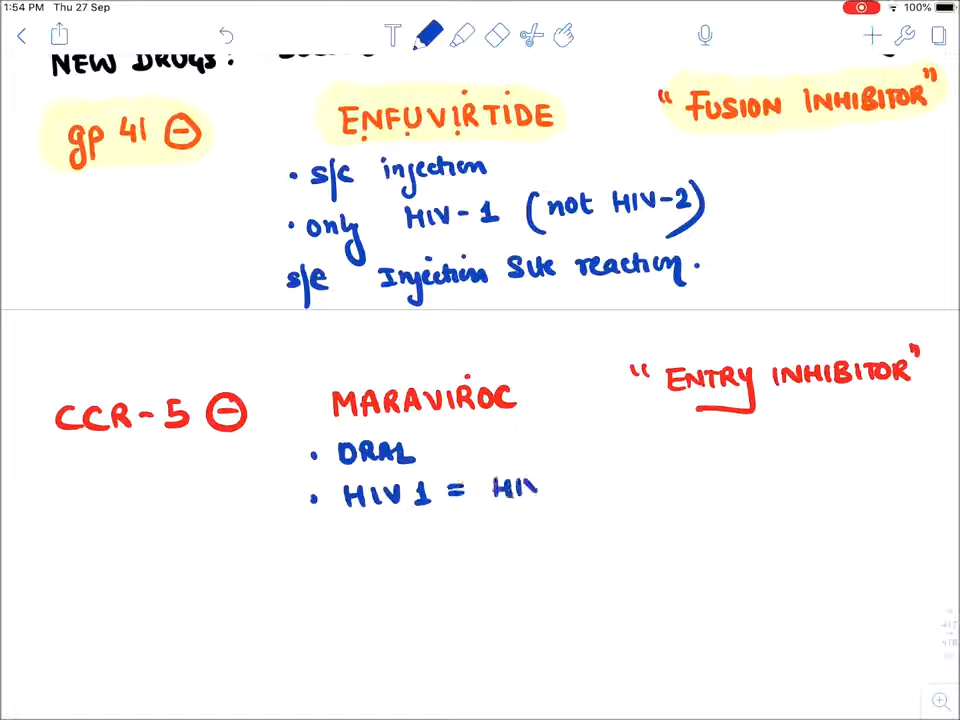 1:54 PM Thu 27 Sep 100%
T
NEW DRUGS:
gp 41 ⊖ ENFUVIRTIDE "FUSION INHIBITOR"
• s/c injection
• only HIV-1 (not HIV-2)
s/e Injection Site reaction.
CCR-5 ⊖ MARAVIROC "ENTRY INHIBITOR"
• ORAL
• HIV 1 = HIV